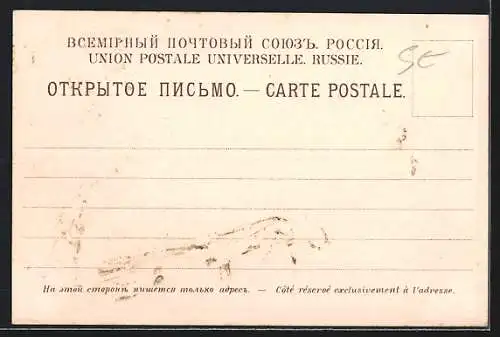 ВСЕМІРНЫЙ ПОЧТОВЫЙ СОЮЗЪ. РОССІЯ.
UNION POSTALE UNIVERSELLE. RUSSIE.
ОТКРЫТОЕ ПИСЬМО. — CARTE POSTALE.
На этой сторонѣ пишется только адресъ. — Côté réservé exclusivement à l'adresse.